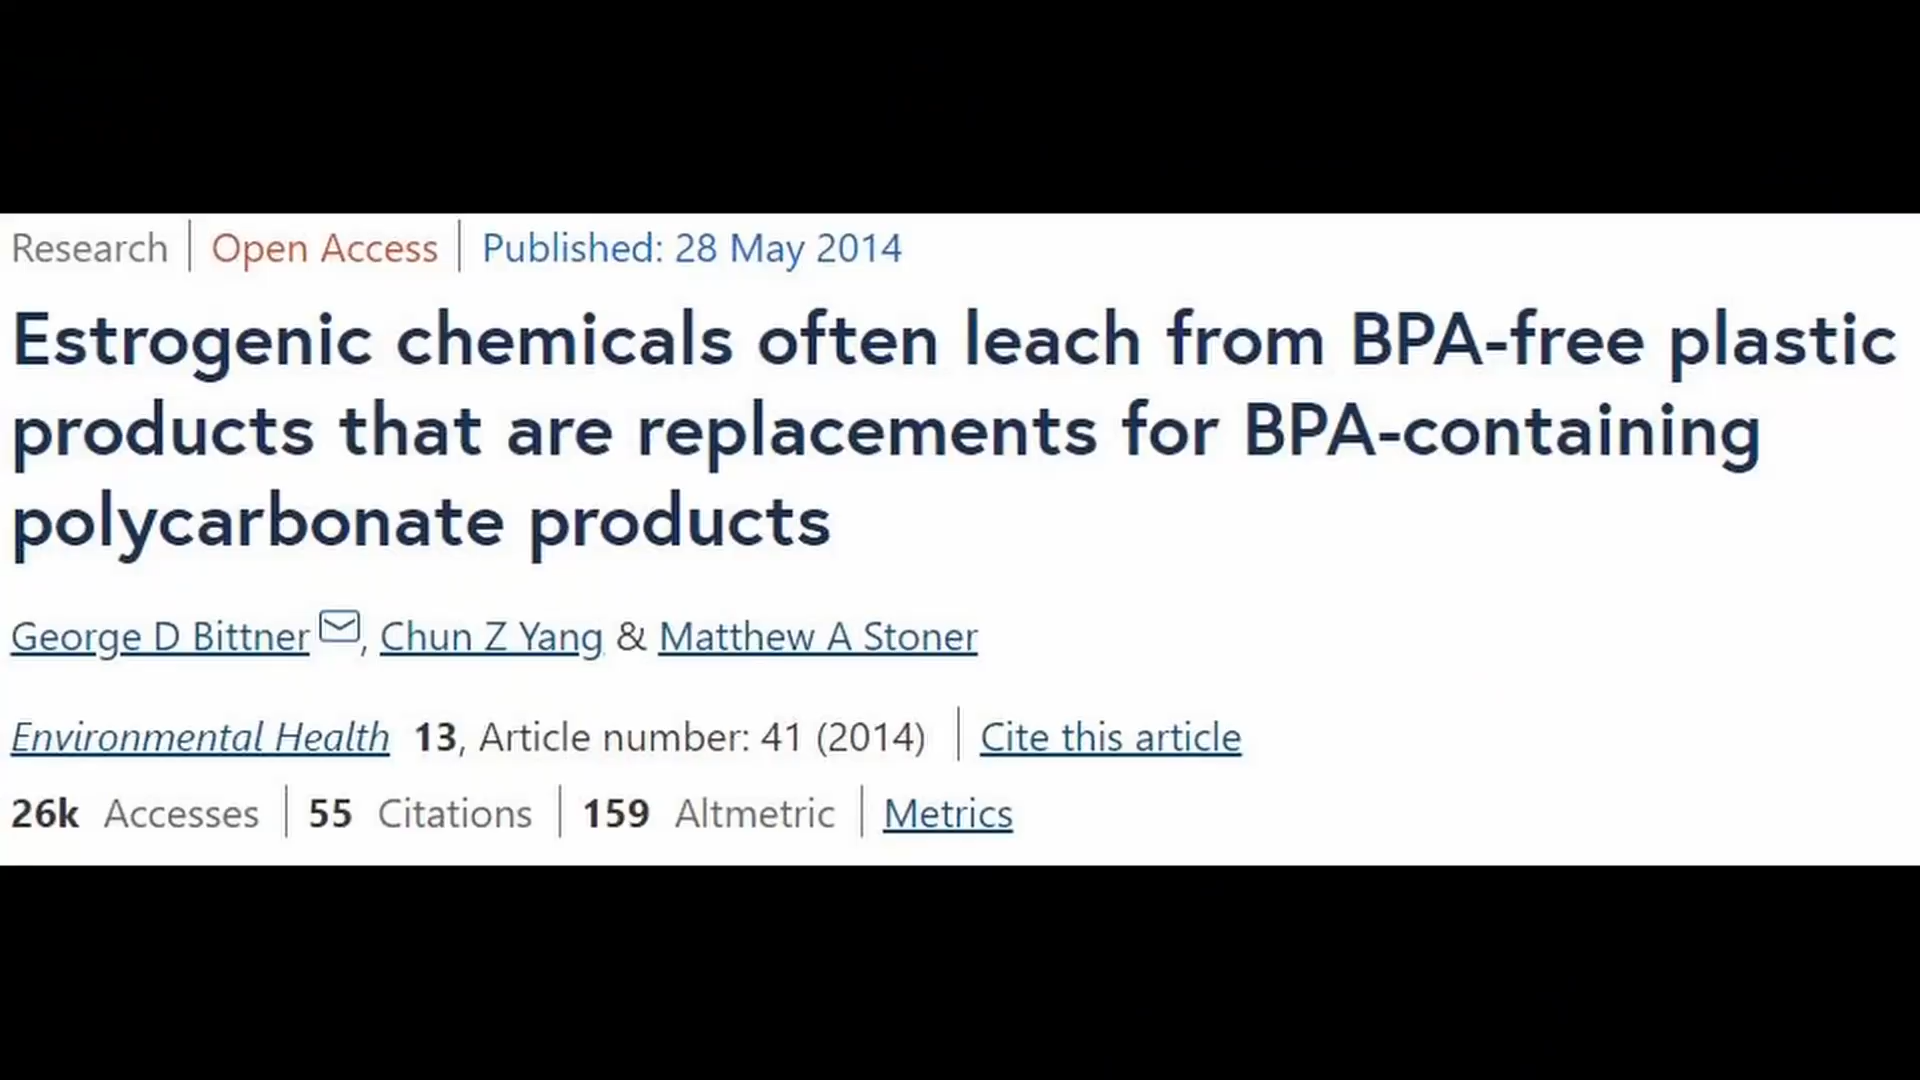 Research | Open Access | Published: 28 May 2014
Estrogenic chemicals often leach from BPA-free plastic
products that are replacements for BPA-containing
polycarbonate products
George D Bittner, Chun Z Yang & Matthew A Stoner
Environmental Health 13, Article number: 41 (2014) | Cite this article
26k Accesses | 55 Citations | 159 Altmetric | Metrics